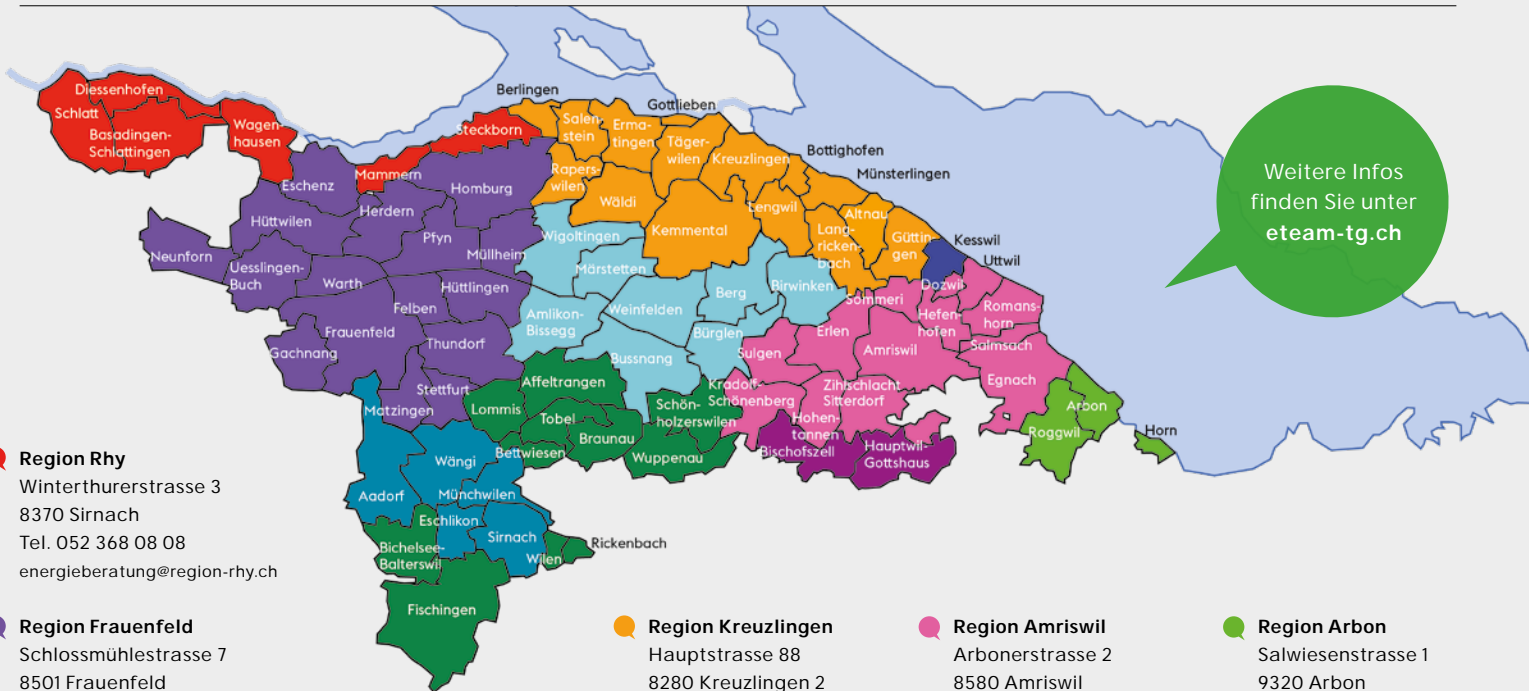 Diessenhofen
Schlatt
Basadingen-
Schlattingen
Wagen-
hausen
Mammern
Steckborn
Berlingen
Salen-
stein
Erma-
tingen
Gottlieben
Täger-
wilen
Kreuzlingen
Bottighofen
Münsterlingen
Rapers-
wilen
Wäldi
Kemmental
Lengwil
Lang-
ricken-
bach
Altnau
Güttin-
gen
Kesswil
Uttwil
Dozwil
Eschenz
Homburg
Herdern
Hüttwilen
Pfyn
Müllheim
Neunforn
Uesslingen-
Buch
Warth
Hüttlingen
Felben
Frauenfeld
Thundorf
Gachnang
Stettfurt
Matzingen
Wigoltingen
Märstetten
Berg
Birwinken
Amlikon-
Bissegg
Weinfelden
Bürglen
Bussnang
Sommeri
Hefen-
hofen
Romans-
horn
Erlen
Amriswil
Salmsach
Sulgen
Egnach
Kradolf-
Schönenberg
Zihlschlacht
Sitterdorf
Hohen-
tannen
Arbon
Roggwil
Horn
Affeltrangen
Lommis
Tobel
Braunau
Bettwiesen
Schön-
holzerswilen
Wuppenau
Bischofszell
Hauptwil-
Gottshaus
Wängi
Aadorf
Münchwilen
Eschlikon
Sirnach
Wilen
Rickenbach
Bichelsee-
Balterswil
Fischingen
Weitere Infos
finden Sie unter
eteam-tg.ch
Region Rhy
Winterthurerstrasse 3
8370 Sirnach
Tel. 052 368 08 08
energieberatung@region-rhy.ch
Region Frauenfeld
Schlossmühlestrasse 7
8501 Frauenfeld
Region Kreuzlingen
Hauptstrasse 88
8280 Kreuzlingen 2
Region Amriswil
Arbonerstrasse 2
8580 Amriswil
Region Arbon
Salwiesenstrasse 1
9320 Arbon